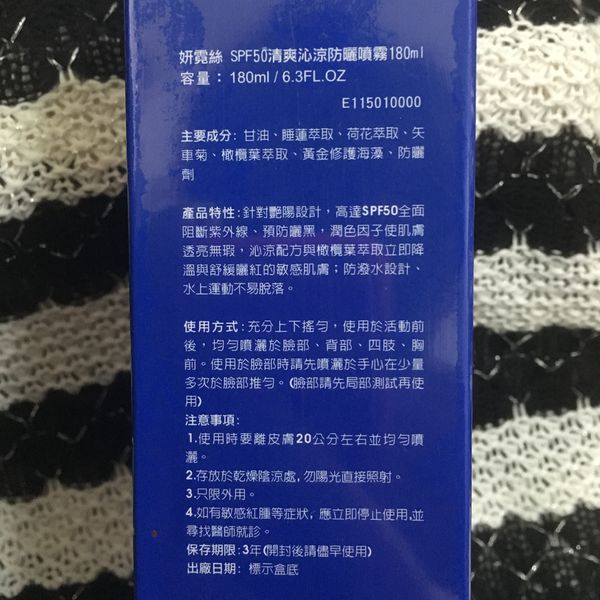 妍霓絲 SPF50清爽沁涼防曬噴霧180ml
容量：180ml / 6.3FL.OZ
E115010000
主要成分: 甘油、睡蓮萃取、荷花萃取、矢
車菊、橄欖葉萃取、黃金修護海藻、防曬
劑
產品特性: 針對艷陽設計，高達SPF50全面
阻斷紫外線、預防曬黑，潤色因子使肌膚
透亮無瑕，沁涼配方與橄欖葉萃取立即降
溫與舒緩曬紅的敏感肌膚；防潑水設計、
水上運動不易脫落。
使用方式: 充分上下搖勻，使用於活動前
後，均勻噴灑於臉部、背部、四肢、胸
前。使用於臉部時請先噴灑於手心在少量
多次於臉部推勻。(臉部請先局部測試再使
用)
注意事項:
1.使用時要離皮膚20公分左右並均勻噴
灑。
2.存放於乾燥陰涼處，勿陽光直接照射。
3.只限外用。
4.如有敏感紅腫等症狀，應立即停止使用，並
尋找醫師就診。
保存期限: 3年(開封後請儘早使用)
出廠日期: 標示盒底